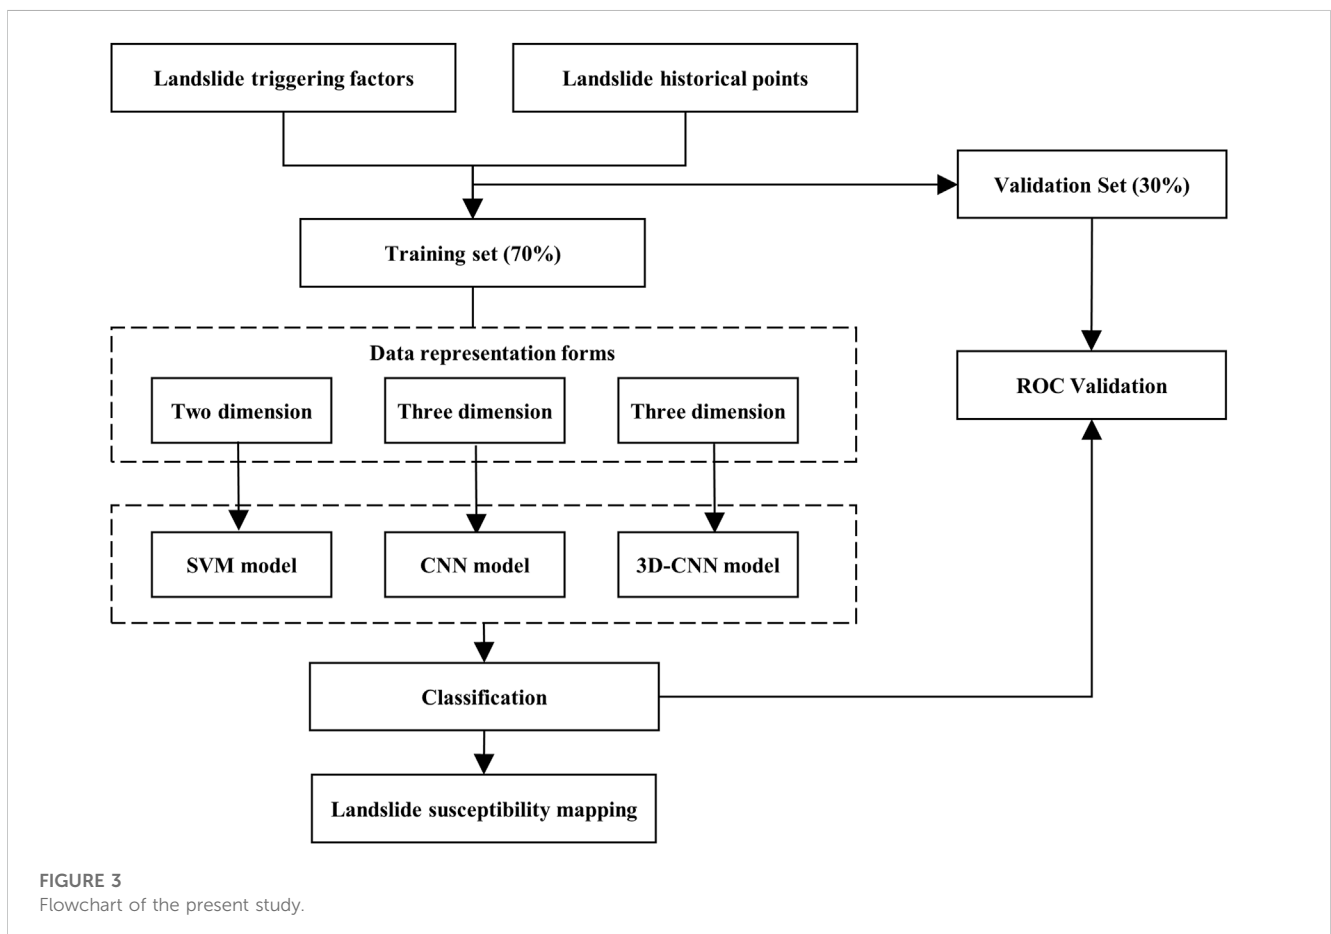 Landslide triggering factors
Landslide historical points
Validation Set (30%)
Training set (70%)
Data representation forms
Two dimension
Three dimension
Three dimension
ROC Validation
SVM model
CNN model
3D-CNN model
Classification
Landslide susceptibility mapping
FIGURE 3
Flowchart of the present study.